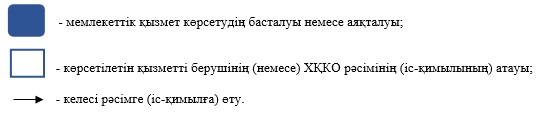 - мемлекеттік қызмет көрсетудің басталуы немесе аяқталуы;
- көрсетілетін қызметті берушінің (немесе) ХҚКО рәсімінің (іс-қимылының) атауы;
- келесі рәсімге (іс-қимылға) өту.